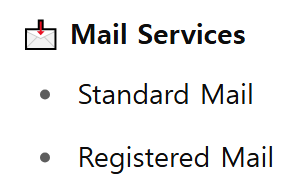 📩 Mail Services
• Standard Mail
• Registered Mail